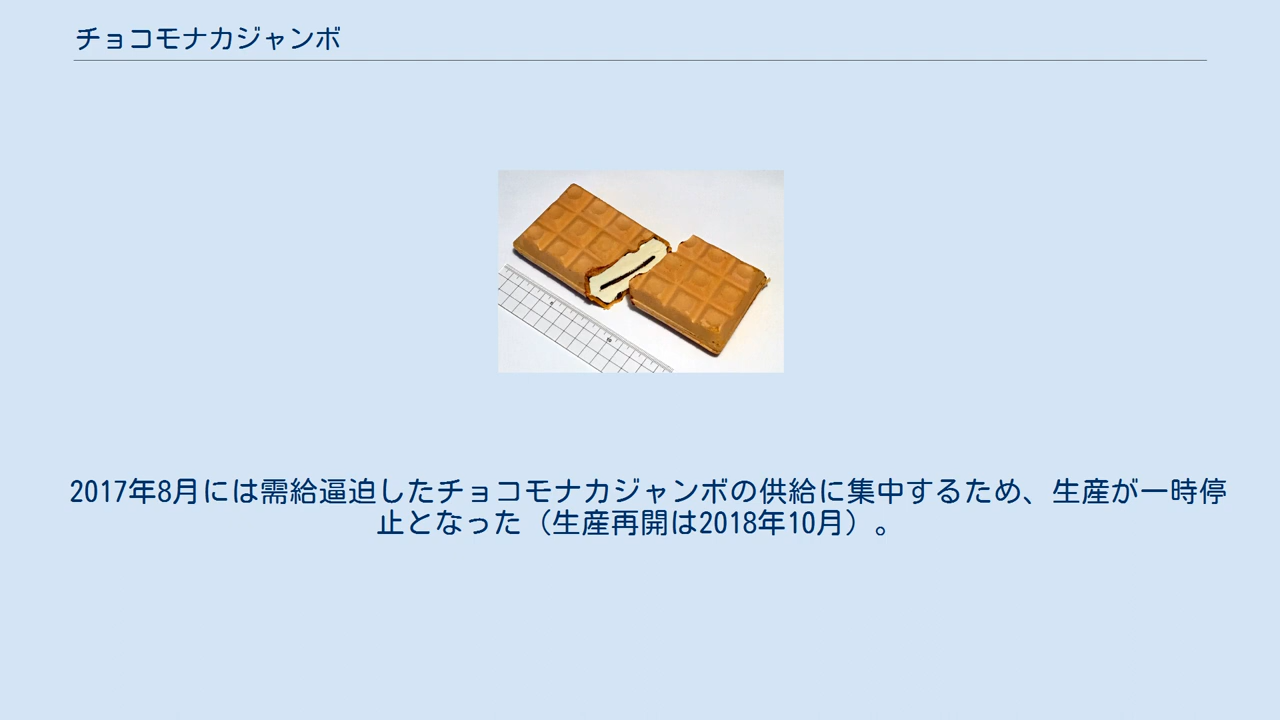 チョコモナカジャンボ
2017年8月には需給逼迫したチョコモナカジャンボの供給に集中するため、生産が一時停
止となった（生産再開は2018年10月）。